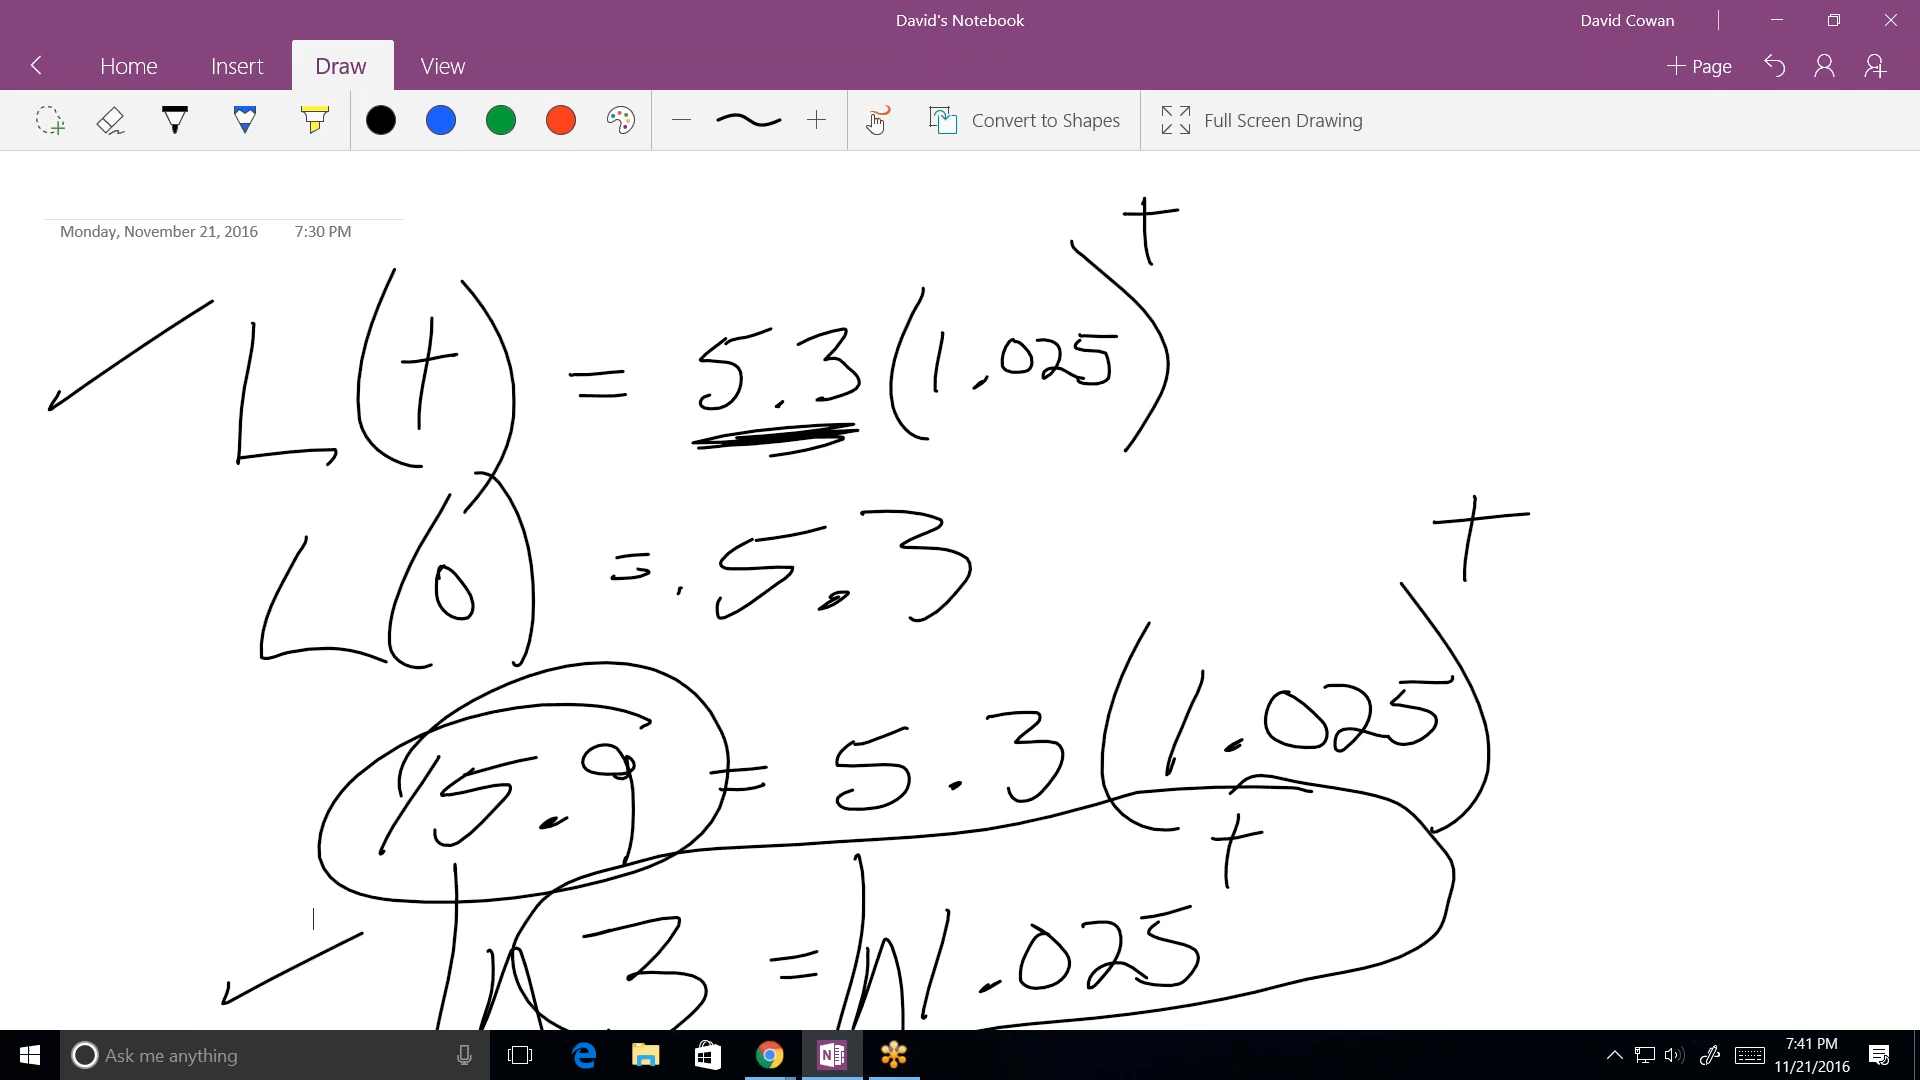 David's Notebook
David Cowan
Home Insert Draw View
Page
Convert to Shapes Full Screen Drawing
Monday, November 21, 2016 7:30 PM
L(t) = 5.3(1.025)^t
L(0) = 5.3
15.9 = 5.3(1.025)^t
ln 3 = ln 1.025^t
Ask me anything
7:41 PM
11/21/2016